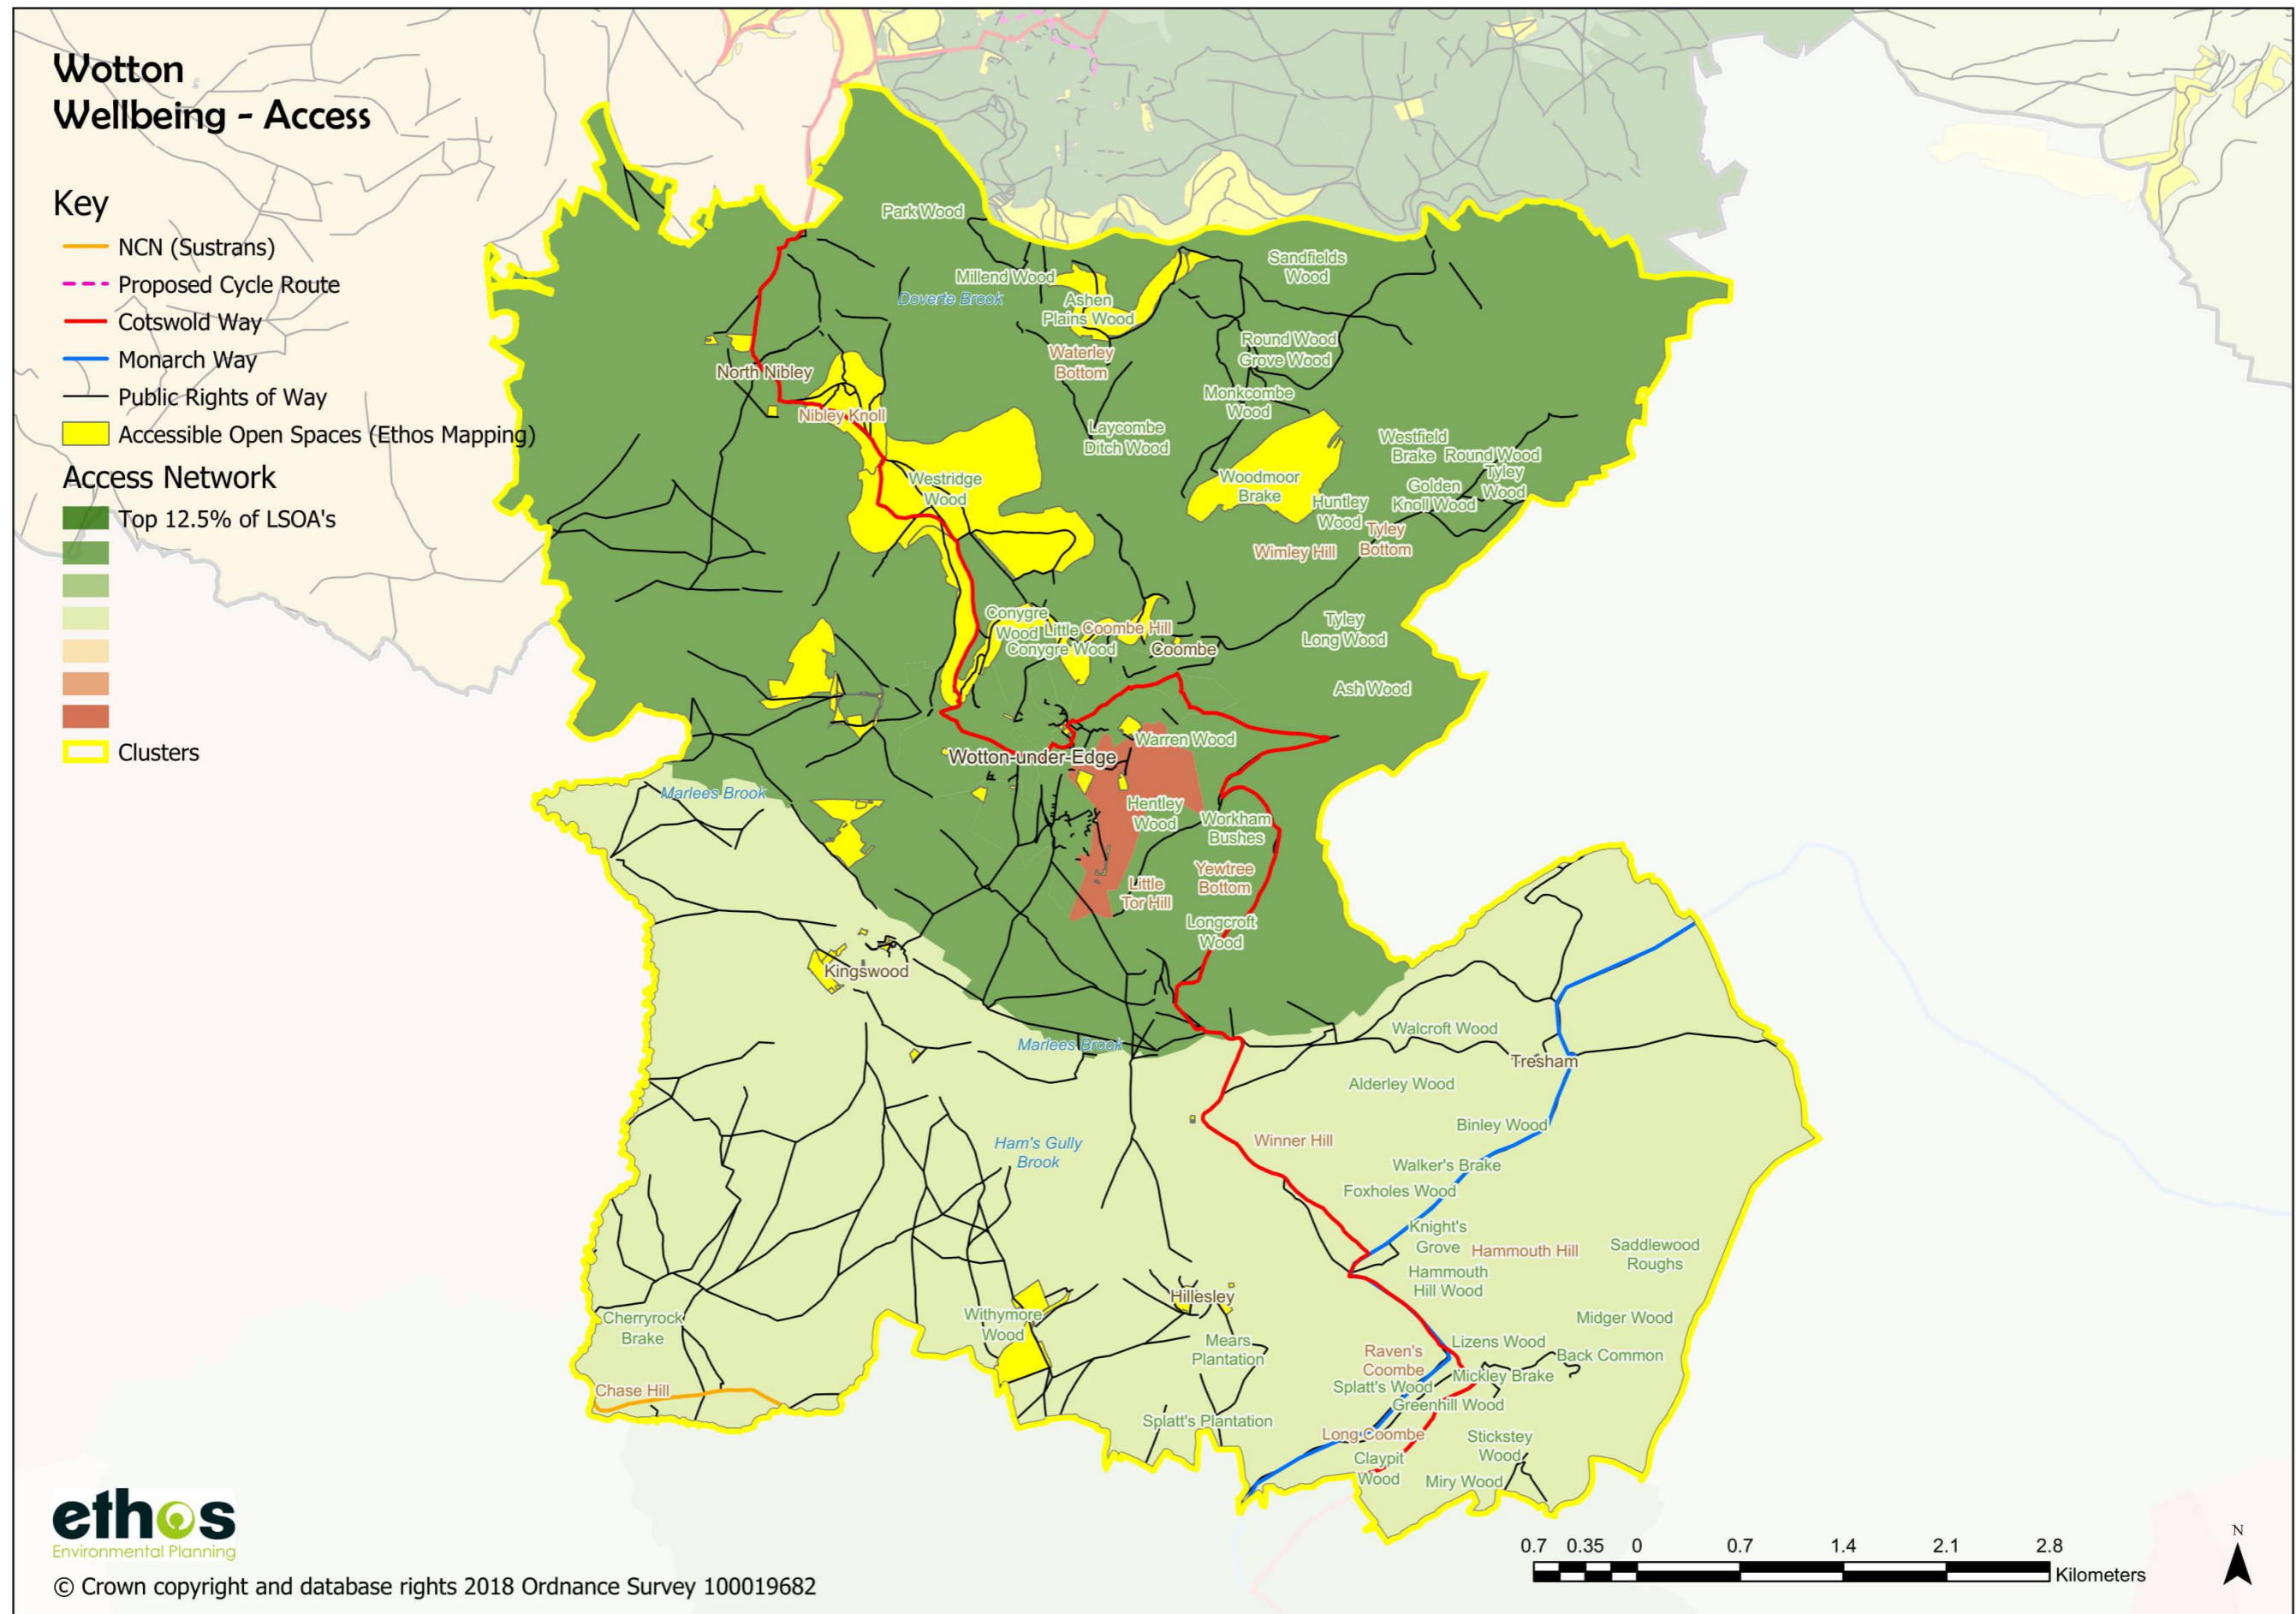 Wotton
Wellbeing - Access
Key
NCN (Sustrans)
Proposed Cycle Route
Cotswold Way
Monarch Way
Public Rights of Way
Accessible Open Spaces (Ethos Mapping)
Access Network
Top 12.5% of LSOA's
Clusters
Park Wood
Sandfields
Wood
Millend Wood
Doverte Brook
Ashen
Plains Wood
Round Wood
Grove Wood
Waterley
Bottom
North Nibley
Monkcombe
Wood
Nibley Knoll
Laycombe
Ditch Wood
Westfield
Brake
Round Wood
Tyley
Wood
Westridge
Wood
Woodmoor
Brake
Golden
Knoll Wood
Huntley
Wood
Tyley
Bottom
Wimley Hill
Conygre
Wood
Little
Conygre Wood
Coombe Hill
Coombe
Tyley
Long Wood
Ash Wood
Warren Wood
Wotton-under-Edge
Marlees Brook
Hentley
Wood
Workham
Bushes
Yewtree
Bottom
Little
Tor Hill
Longcroft
Wood
Kingswood
Marlees Brook
Walcroft Wood
Tresham
Alderley Wood
Binley Wood
Ham's Gully
Brook
Winner Hill
Walker's Brake
Foxholes Wood
Knight's
Grove
Hammouth Hill
Saddlewood
Roughs
Hammouth
Hill Wood
Hillesley
Cherryrock
Brake
Withymore
Wood
Midger Wood
Mears
Plantation
Lizens Wood
Raven's
Coombe
Back Common
Mickley Brake
Splatt's Wood
Chase Hill
Greenhill Wood
Splatt's Plantation
Long Coombe
Stickstey
Wood
Claypit
Wood
Miry Wood
ethos
Environmental Planning
© Crown copyright and database rights 2018 Ordnance Survey 100019682
0.7 0.35 0 0.7 1.4 2.1 2.8
Kilometers
N